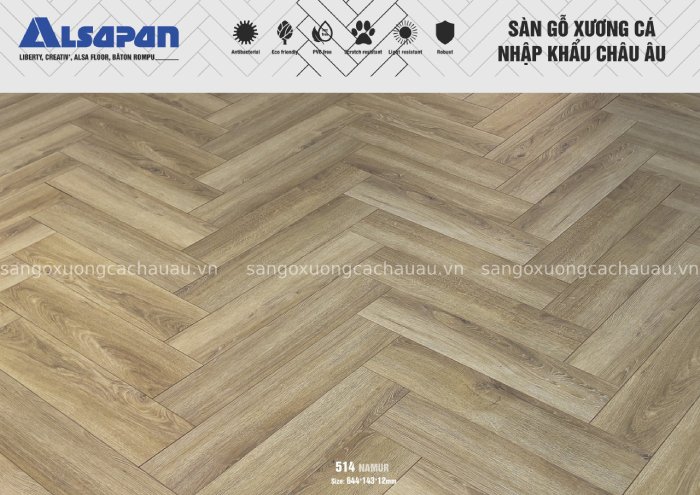 ALSAPAN
LIBERTY, CREATIV', ALSA FLOOR, BÂTON ROMPU
Antibacterial
Eco friendly
PVC free
Scratch resistant
Light resistant
Robust
SÀN GỖ XƯƠNG CÁ
NHẬP KHẨU CHÂU ÂU
sangoxuongcachauau.vn sangoxuongcachauau.vn sangoxuongcachauau.vn
514 NAMUR
Size: 644*143*12mm